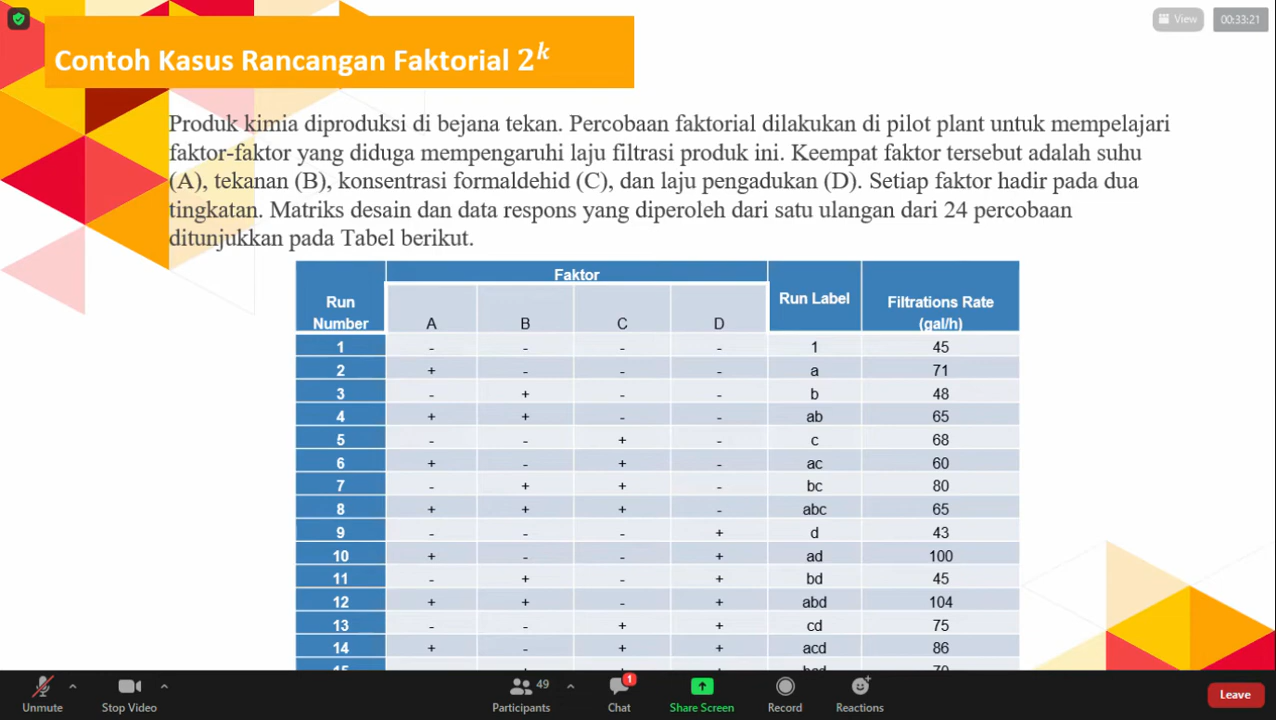 View
00:33:21
Contoh Kasus Rancangan Faktorial 2^k
Produk kimia diproduksi di bejana tekan. Percobaan faktorial dilakukan di pilot plant untuk mempelajari
faktor-faktor yang diduga mempengaruhi laju filtrasi produk ini. Keempat faktor tersebut adalah suhu
(A), tekanan (B), konsentrasi formaldehid (C), dan laju pengadukan (D). Setiap faktor hadir pada dua
tingkatan. Matriks desain dan data respons yang diperoleh dari satu ulangan dari 24 percobaan
ditunjukkan pada Tabel berikut.
Run Number Faktor Run Label Filtrations Rate (gal/h)
A B C D
1 - - - - 1 45
2 + - - - a 71
3 - + - - b 48
4 + + - - ab 65
5 - - + - c 68
6 + - + - ac 60
7 - + + - bc 80
8 + + + - abc 65
9 - - - + d 43
10 + - - + ad 100
11 - + - + bd 45
12 + + - + abd 104
13 - - + + cd 75
14 + - + + acd 86
Unmute Stop Video 49 Participants 1 Chat Share Screen Record Reactions Leave